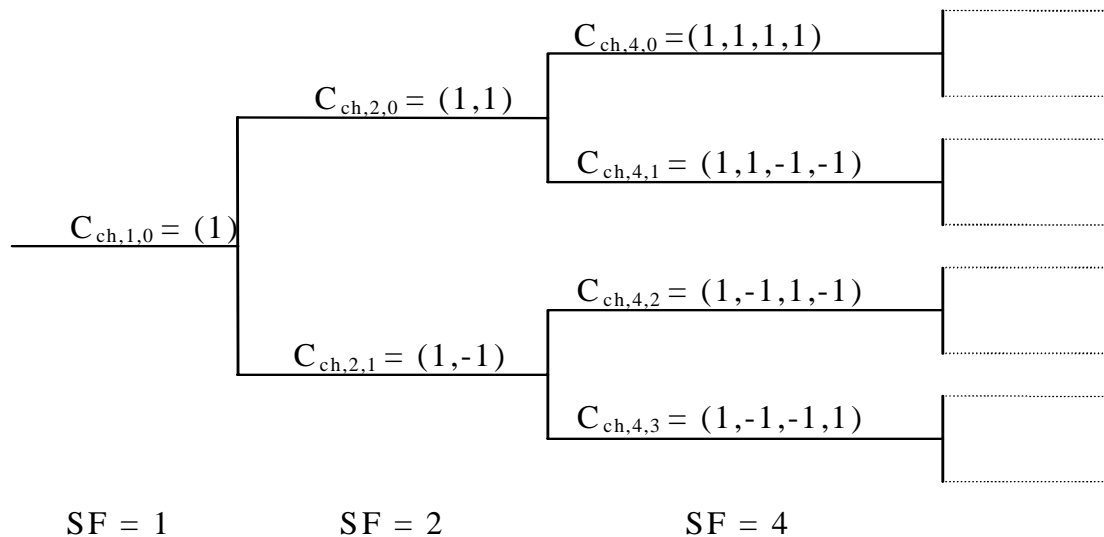 C ch,4,0 =(1,1,1,1)
C ch,2,0 = (1,1)
C ch,4,1 = (1,1,-1,-1)
C ch,1,0 = (1)
C ch,4,2 = (1,-1,1,-1)
C ch,2,1 = (1,-1)
C ch,4,3 = (1,-1,-1,1)
SF = 1 SF = 2 SF = 4